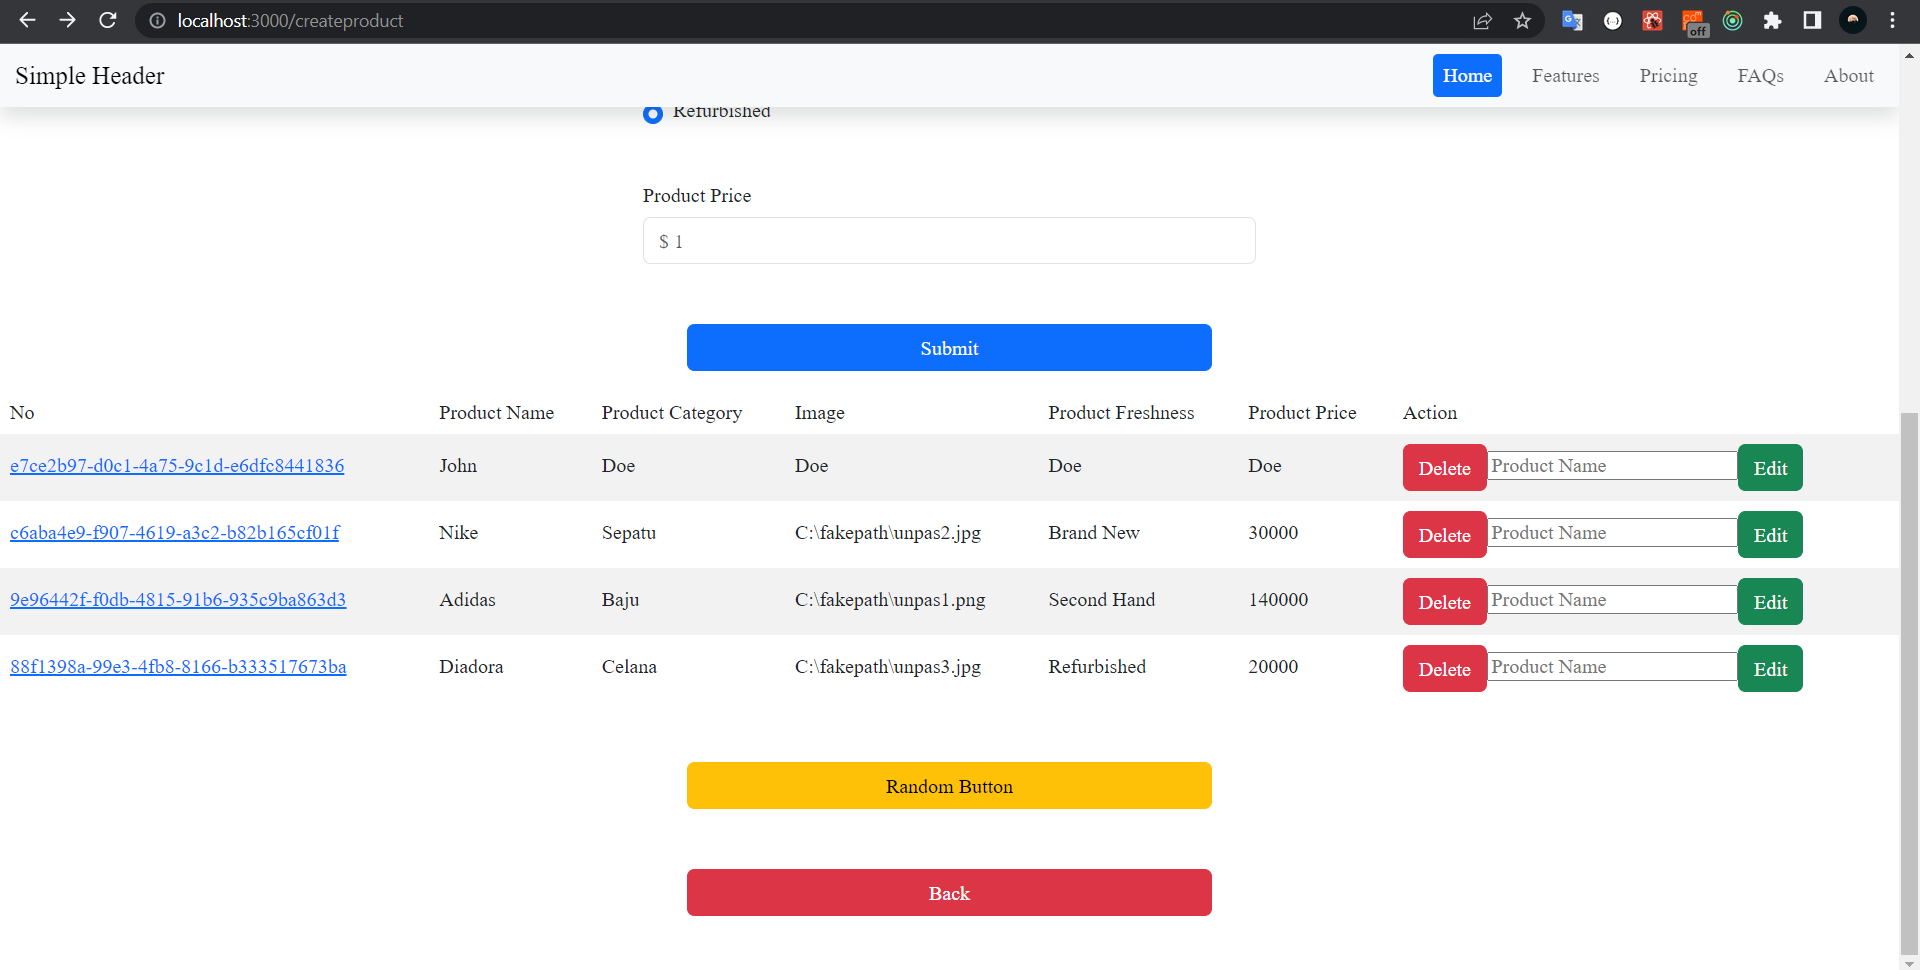 localhost:3000/createproduct
off
Simple Header Home Features Pricing FAQs About
Refurbished
Product Price
$ 1
Submit
No Product Name Product Category Image Product Freshness Product Price Action
e7ce2b97-d0c1-4a75-9c1d-e6dfc8441836 John Doe Doe Doe Doe Delete Product Name Edit
c6aba4e9-f907-4619-a3c2-b82b165cf01f Nike Sepatu C:\fakepath\unpas2.jpg Brand New 30000 Delete Product Name Edit
9e96442f-f0db-4815-91b6-935c9ba863d3 Adidas Baju C:\fakepath\unpas1.png Second Hand 140000 Delete Product Name Edit
88f1398a-99e3-4fb8-8166-b333517673ba Diadora Celana C:\fakepath\unpas3.jpg Refurbished 20000 Delete Product Name Edit
Random Button
Back